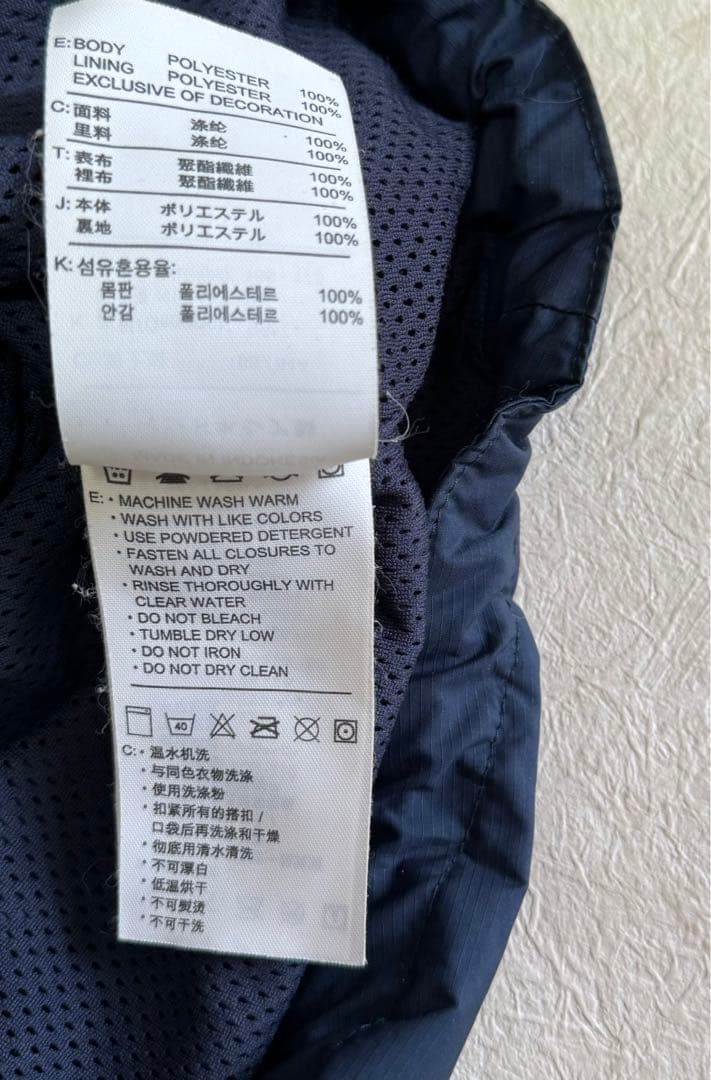 E: BODY POLYESTER 100%
LINING POLYESTER 100%
EXCLUSIVE OF DECORATION
C: 面料 涤纶 100%
里料 涤纶 100%
T: 表布 聚酯纖維 100%
裡布 聚酯纖維 100%
J: 本体 ポリエステル 100%
裏地 ポリエステル 100%
K: 섬유혼용율:
몸판 폴리에스테르 100%
안감 폴리에스테르 100%
E: • MACHINE WASH WARM
• WASH WITH LIKE COLORS
• USE POWDERED DETERGENT
• FASTEN ALL CLOSURES TO
WASH AND DRY
• RINSE THOROUGHLY WITH
CLEAR WATER
• DO NOT BLEACH
• TUMBLE DRY LOW
• DO NOT IRON
• DO NOT DRY CLEAN
40
C: • 温水机洗
• 与同色衣物洗涤
• 使用洗涤粉
• 扣紧所有的搭扣 /
口袋后再洗涤和干燥
• 彻底用清水清洗
• 不可漂白
• 低温烘干
• 不可熨烫
• 不可干洗